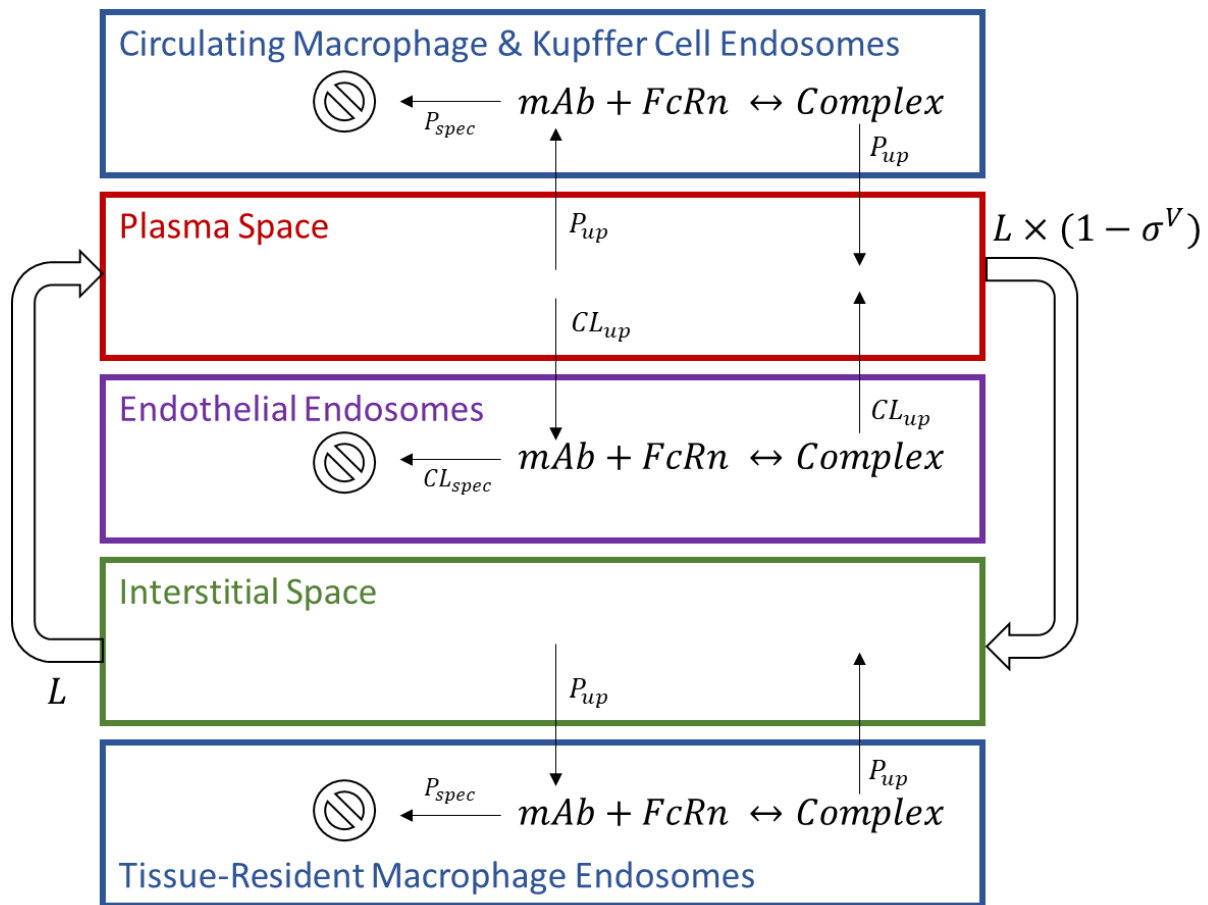 Circulating Macrophage & Kupffer Cell Endosomes
mAb + FcRn ↔ Complex
P_spec
P_up
Plasma Space
P_up
L × (1 − σ^V)
CL_up
Endothelial Endosomes
CL_up
mAb + FcRn ↔ Complex
CL_spec
Interstitial Space
L
P_up
P_up
P_spec
mAb + FcRn ↔ Complex
Tissue-Resident Macrophage Endosomes